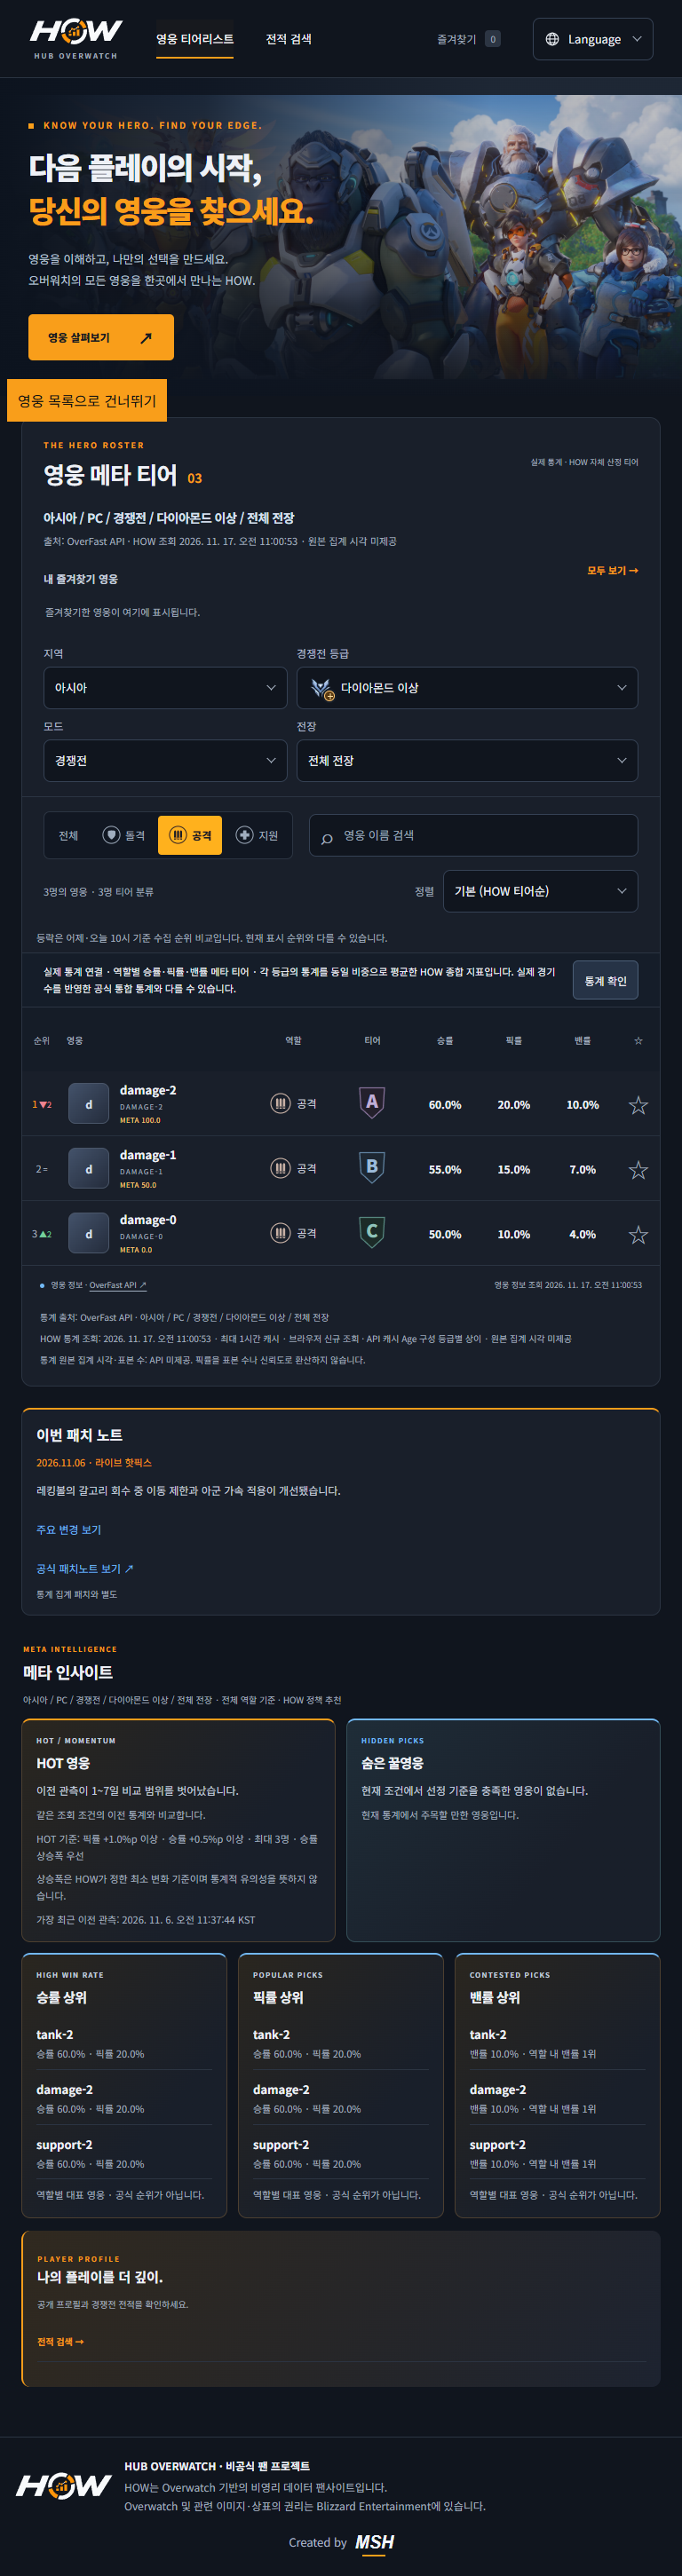 HOW
HUB OVERWATCH
영웅 티어리스트
전적 검색
즐겨찾기 0
Language
KNOW YOUR HERO. FIND YOUR EDGE.
다음 플레이의 시작,
당신의 영웅을 찾으세요.
영웅을 이해하고, 나만의 선택을 만드세요.
오버워치의 모든 영웅을 한곳에서 만나는 HOW.
영웅 살펴보기 ↗
영웅 목록으로 건너뛰기
THE HERO ROSTER
영웅 메타 티어 03
실제 통계 · HOW 자체 산정 티어
아시아 / PC / 경쟁전 / 다이아몬드 이상 / 전체 전장
출처: OverFast API · HOW 조회 2026. 11. 17. 오전 11:00:53 · 원본 집계 시각 미제공
내 즐겨찾기 영웅
모두 보기 →
즐겨찾기한 영웅이 여기에 표시됩니다.
지역
경쟁전 등급
아시아
다이아몬드 이상
모드
전장
경쟁전
전체 전장
전체
돌격
공격
지원
영웅 이름 검색
3명의 영웅 · 3명 티어 분류
정렬
기본 (HOW 티어순)
등락은 어제·오늘 10시 기준 수집 순위 비교입니다. 현재 표시 순위와 다를 수 있습니다.
실제 통계 연결 · 역할별 승률·픽률·밴률 메타 티어 · 각 등급의 통계를 동일 비중으로 평균한 HOW 종합 지표입니다. 실제 경기
수를 반영한 공식 통합 통계와 다를 수 있습니다.
통계 확인
순위 영웅 역할 티어 승률 픽률 밴률 ☆
1 ▼2 d damage-2 공격 A 60.0% 20.0% 10.0% ☆
DAMAGE-2
META 100.0
2 = d damage-1 공격 B 55.0% 15.0% 7.0% ☆
DAMAGE-1
META 50.0
3 ▲2 d damage-0 공격 C 50.0% 10.0% 4.0% ☆
DAMAGE-0
META 0.0
영웅 정보 · OverFast API ↗
영웅 정보 조회 2026. 11. 17. 오전 11:00:53
통계 출처: OverFast API · 아시아 / PC / 경쟁전 / 다이아몬드 이상 / 전체 전장
HOW 통계 조회: 2026. 11. 17. 오전 11:00:53 · 최대 1시간 캐시 · 브라우저 신규 조회 · API 캐시 Age 구성 등급별 상이 · 원본 집계 시각 미제공
통계 원본 집계 시각·표본 수: API 미제공. 픽률을 표본 수나 신뢰도로 환산하지 않습니다.
이번 패치 노트
2026.11.06 · 라이브 핫픽스
레킹볼의 갈고리 회수 중 이동 제한과 아군 가속 적용이 개선됐습니다.
주요 변경 보기
공식 패치노트 보기 ↗
통계 집계 패치와 별도
META INTELLIGENCE
메타 인사이트
아시아 / PC / 경쟁전 / 다이아몬드 이상 / 전체 전장 · 전체 역할 기준 · HOW 정책 추천
HOT / MOMENTUM
HOT 영웅
이전 관측이 1~7일 비교 범위를 벗어났습니다.
같은 조회 조건의 이전 통계와 비교합니다.
HOT 기준: 픽률 +1.0%p 이상 · 승률 +0.5%p 이상 · 최대 3명 · 승률
상승폭 우선
상승폭은 HOW가 정한 최소 변화 기준이며 통계적 유의성을 뜻하지 않
습니다.
가장 최근 이전 관측: 2026. 11. 6. 오전 11:37:44 KST
HIDDEN PICKS
숨은 꿀영웅
현재 조건에서 선정 기준을 충족한 영웅이 없습니다.
현재 통계에서 주목할 만한 영웅입니다.
HIGH WIN RATE
승률 상위
tank-2
승률 60.0% · 픽률 20.0%
damage-2
승률 60.0% · 픽률 20.0%
support-2
승률 60.0% · 픽률 20.0%
역할별 대표 영웅 · 공식 순위가 아닙니다.
POPULAR PICKS
픽률 상위
tank-2
승률 60.0% · 픽률 20.0%
damage-2
승률 60.0% · 픽률 20.0%
support-2
승률 60.0% · 픽률 20.0%
역할별 대표 영웅 · 공식 순위가 아닙니다.
CONTESTED PICKS
밴률 상위
tank-2
밴률 10.0% · 역할 내 밴률 1위
damage-2
밴률 10.0% · 역할 내 밴률 1위
support-2
밴률 10.0% · 역할 내 밴률 1위
역할별 대표 영웅 · 공식 순위가 아닙니다.
PLAYER PROFILE
나의 플레이를 더 깊이.
공개 프로필과 경쟁전 전적을 확인하세요.
전적 검색 →
HOW
HUB OVERWATCH · 비공식 팬 프로젝트
HOW는 Overwatch 기반의 비영리 데이터 팬사이트입니다.
Overwatch 및 관련 이미지·상표의 권리는 Blizzard Entertainment에 있습니다.
Created by MSH